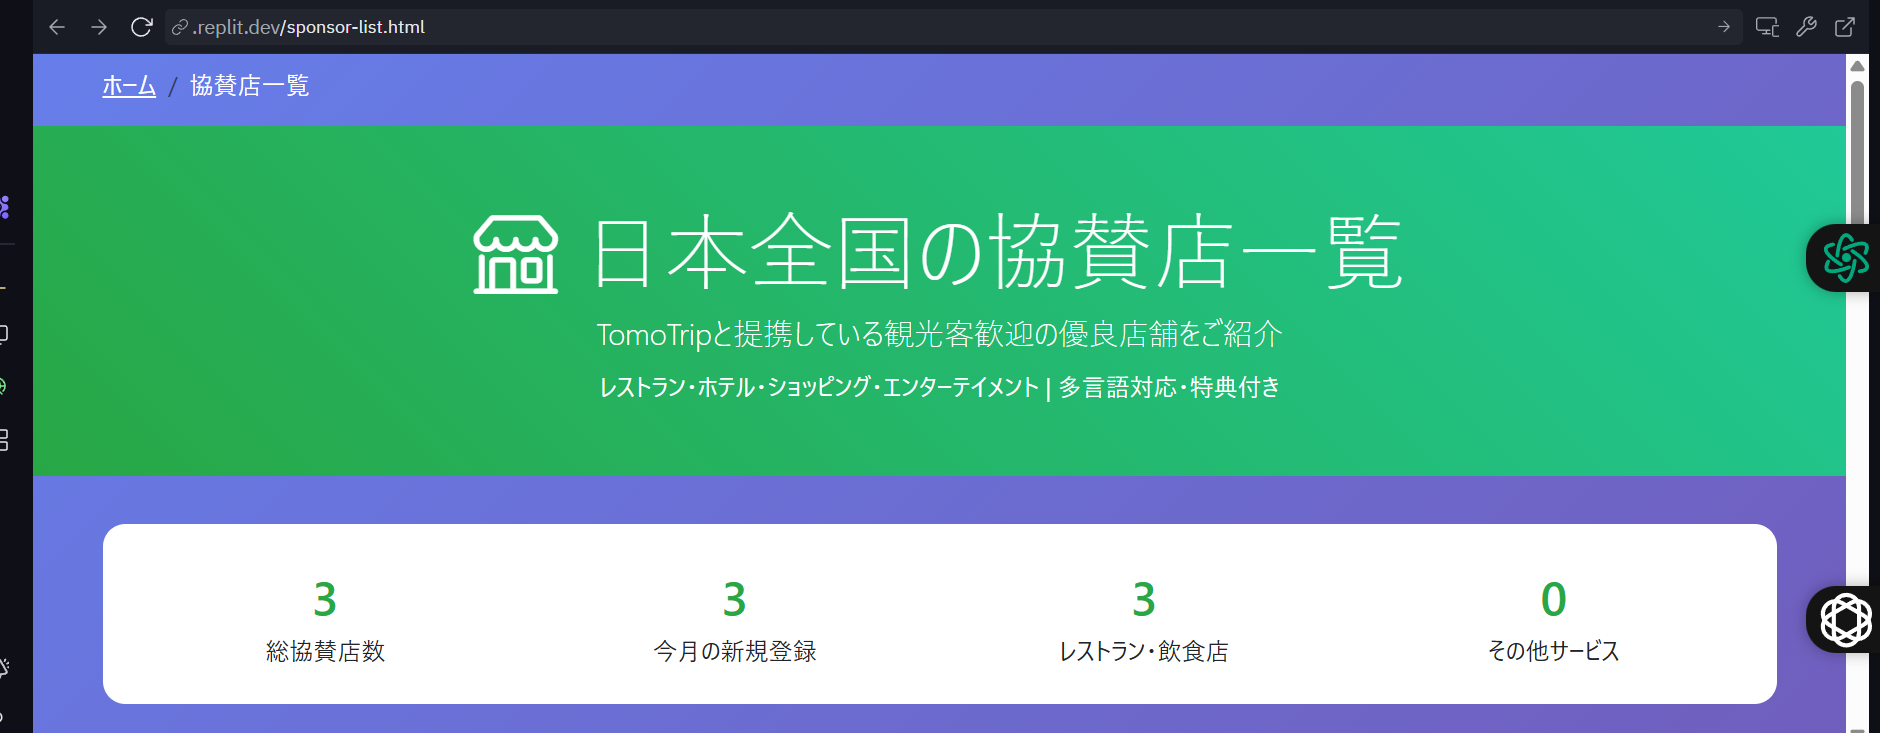 .replit.dev/sponsor-list.html
ホーム / 協賛店一覧
日本全国の協賛店一覧
TomoTripと提携している観光客歓迎の優良店舗をご紹介
レストラン・ホテル・ショッピング・エンターテイメント | 多言語対応・特典付き
3 3 3 0
総協賛店数 今月の新規登録 レストラン・飲食店 その他サービス